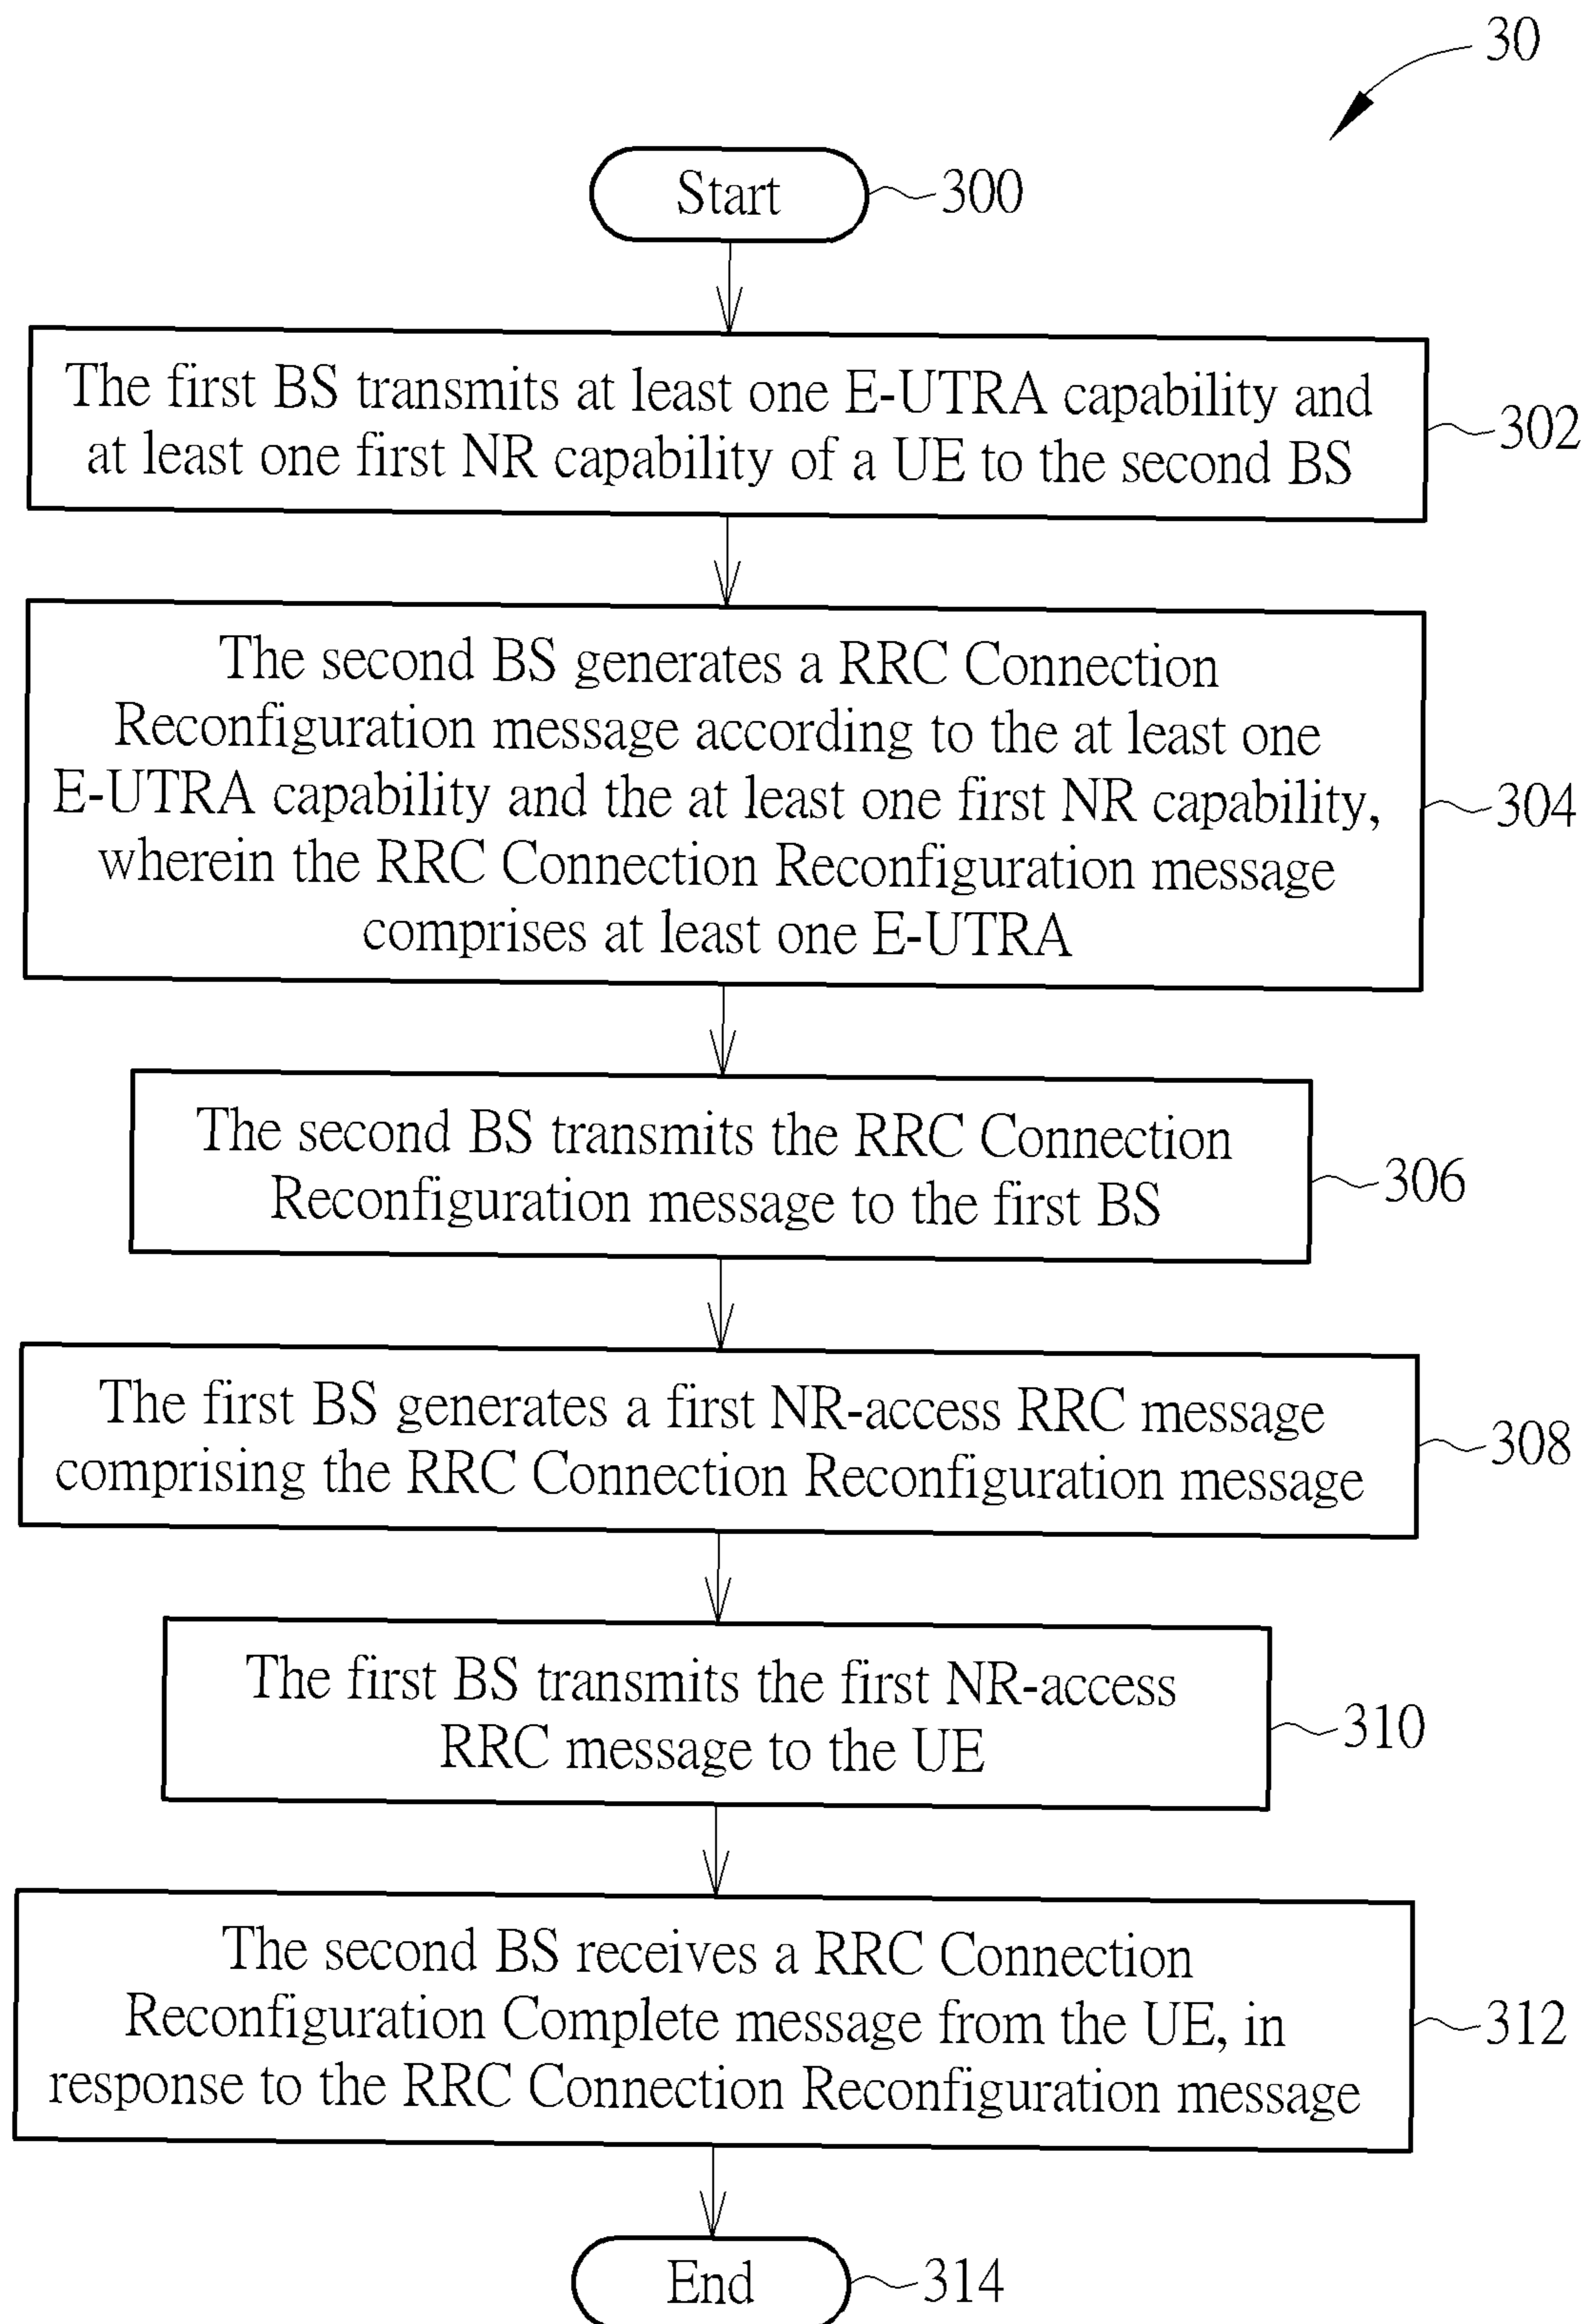 30
Start
300
The first BS transmits at least one E-UTRA capability and
at least one first NR capability of a UE to the second BS
302
The second BS generates a RRC Connection
Reconfiguration message according to the at least one
E-UTRA capability and the at least one first NR capability,
wherein the RRC Connection Reconfiguration message
comprises at least one E-UTRA
304
The second BS transmits the RRC Connection
Reconfiguration message to the first BS
306
The first BS generates a first NR-access RRC message
comprising the RRC Connection Reconfiguration message
308
The first BS transmits the first NR-access
RRC message to the UE
310
The second BS receives a RRC Connection
Reconfiguration Complete message from the UE, in
response to the RRC Connection Reconfiguration message
312
End
314